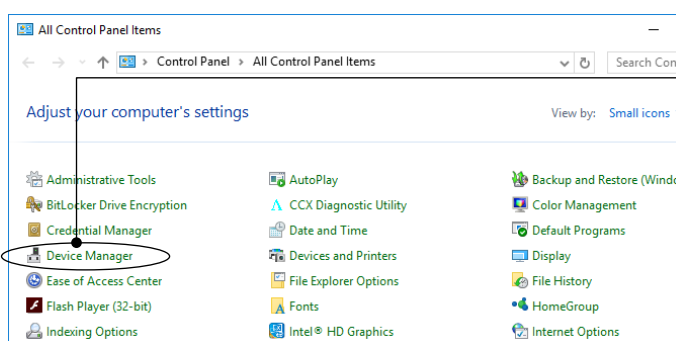 All Control Panel Items
Control Panel > All Control Panel Items
Search Con
Adjust your computer's settings
View by: Small icons
Administrative Tools
AutoPlay
Backup and Restore (Windo
BitLocker Drive Encryption
CCX Diagnostic Utility
Color Management
Credential Manager
Date and Time
Default Programs
Device Manager
Devices and Printers
Display
Ease of Access Center
File Explorer Options
File History
Flash Player (32-bit)
Fonts
HomeGroup
Indexing Options
Intel® HD Graphics
Internet Options